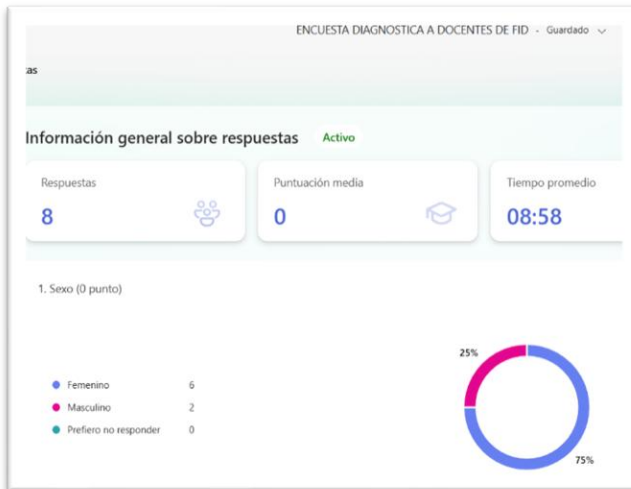 ENCUESTA DIAGNOSTICA A DOCENTES DE FID - Guardado
as
Información general sobre respuestas Activo
Respuestas
8
Puntuación media
0
Tiempo promedio
08:58
1. Sexo (0 punto)
Femenino 6
Masculino 2
Prefiero no responder 0
25%
75%